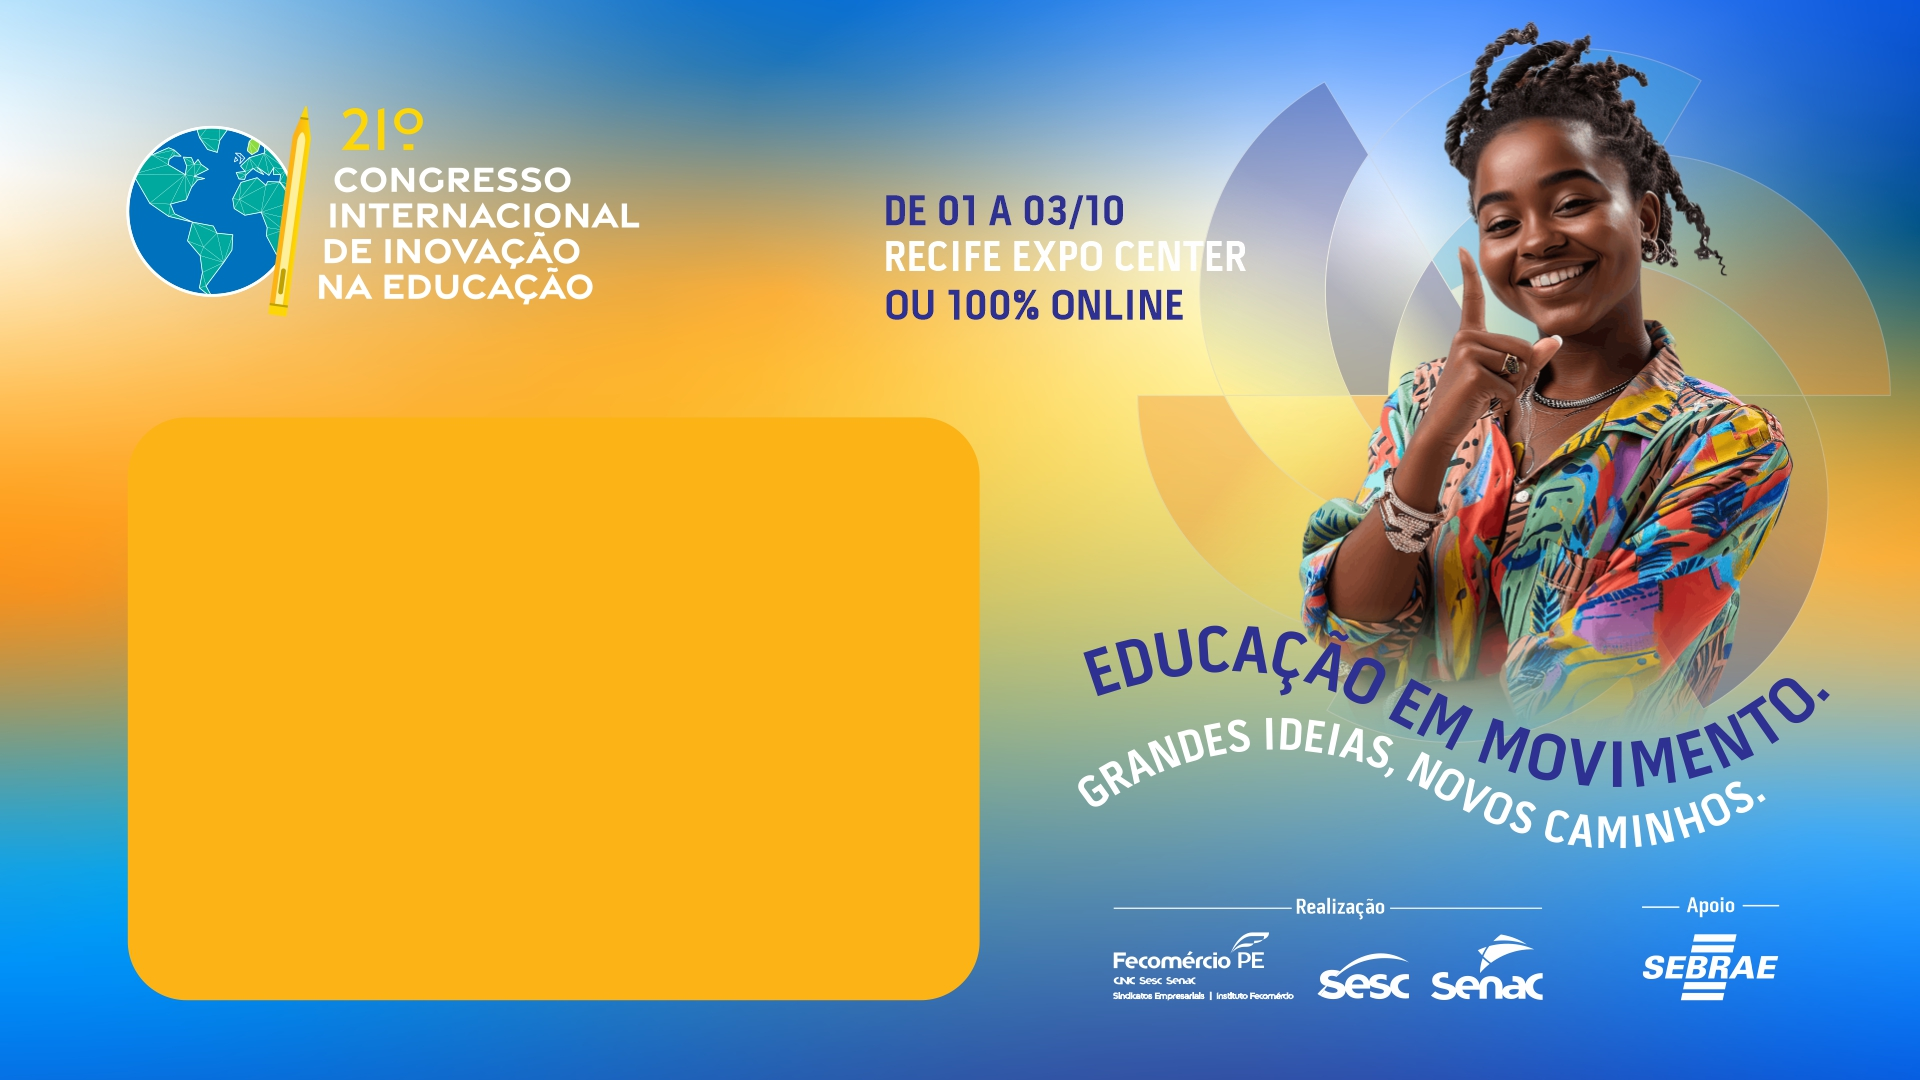 21º
CONGRESSO
INTERNACIONAL
DE INOVAÇÃO
NA EDUCAÇÃO
DE 01 A 03/10
RECIFE EXPO CENTER
OU 100% ONLINE
EDUCAÇÃO EM MOVIMENTO.
GRANDES IDEIAS, NOVOS CAMINHOS.
Realização
Fecomércio PE
CNC Sesc Senac
Sindicatos Empresariais | Instituto Fecomércio
Sesc
Senac
Apoio
SEBRAE